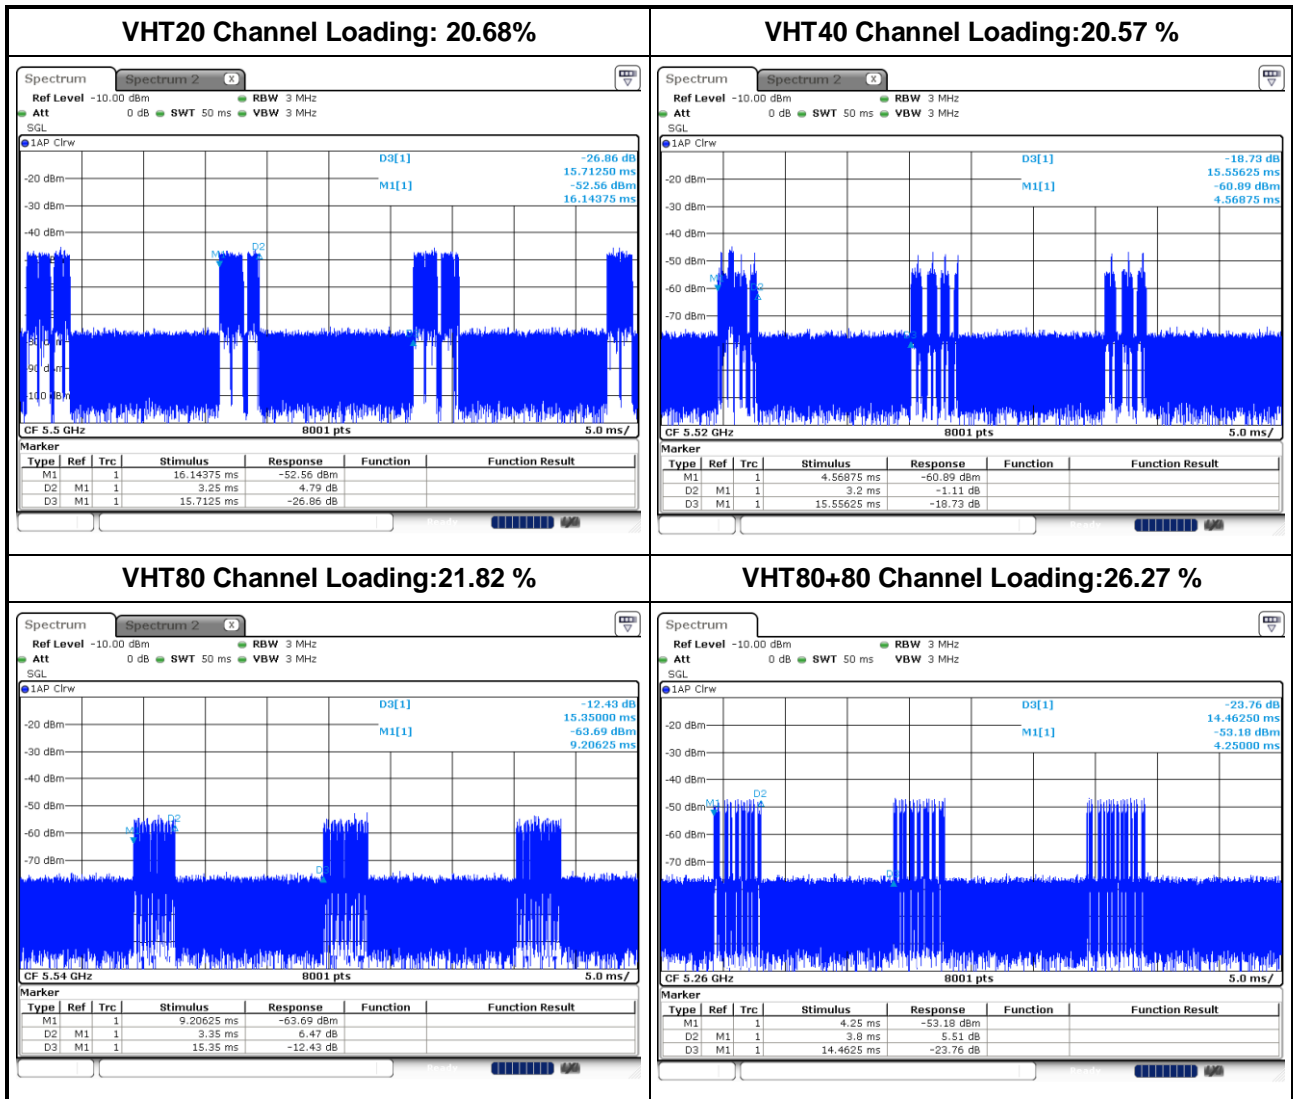 VHT20 Channel Loading: 20.68%
Spectrum Spectrum 2 X
Ref Level -10.00 dBm RBW 3 MHz
Att 0 dB SWT 50 ms VBW 3 MHz
SGL
1AP Clrw
D3[1] -26.86 dB
15.71250 ms
M1[1] -52.56 dBm
16.14375 ms
-20 dBm
-30 dBm
-40 dBm
D2
CF 5.5 GHz 8001 pts 5.0 ms/
Marker
Type Ref Trc Stimulus Response Function Function Result
M1 1 16.14375 ms -52.56 dBm
D2 M1 1 3.25 ms 4.79 dB
D3 M1 1 15.7125 ms -26.86 dB
VHT40 Channel Loading:20.57 %
Spectrum Spectrum 2 X
Ref Level -10.00 dBm RBW 3 MHz
Att 0 dB SWT 50 ms VBW 3 MHz
SGL
1AP Clrw
D3[1] -18.73 dB
15.55625 ms
M1[1] -60.89 dBm
4.56875 ms
-20 dBm
-30 dBm
-40 dBm
-50 dBm
-60 dBm
-70 dBm
CF 5.52 GHz 8001 pts 5.0 ms/
Marker
Type Ref Trc Stimulus Response Function Function Result
M1 1 4.56875 ms -60.89 dBm
D2 M1 1 3.2 ms -1.11 dB
D3 M1 1 15.55625 ms -18.73 dB
VHT80 Channel Loading:21.82 %
Spectrum Spectrum 2 X
Ref Level -10.00 dBm RBW 3 MHz
Att 0 dB SWT 50 ms VBW 3 MHz
SGL
1AP Clrw
D3[1] -12.43 dB
15.35000 ms
M1[1] -63.69 dBm
9.20625 ms
-20 dBm
-30 dBm
-40 dBm
-50 dBm
D2
-60 dBm
-70 dBm
CF 5.54 GHz 8001 pts 5.0 ms/
Marker
Type Ref Trc Stimulus Response Function Function Result
M1 1 9.20625 ms -63.69 dBm
D2 M1 1 3.35 ms 6.47 dB
D3 M1 1 15.35 ms -12.43 dB
VHT80+80 Channel Loading:26.27 %
Spectrum
Ref Level -10.00 dBm RBW 3 MHz
Att 0 dB SWT 50 ms VBW 3 MHz
SGL
1AP Clrw
D3[1] -23.76 dB
14.46250 ms
M1[1] -53.18 dBm
4.25000 ms
-20 dBm
-30 dBm
-40 dBm
D2
-50 dBm M1
-60 dBm
-70 dBm
CF 5.26 GHz 8001 pts 5.0 ms/
Marker
Type Ref Trc Stimulus Response Function Function Result
M1 1 4.25 ms -53.18 dBm
D2 M1 1 3.8 ms 5.51 dB
D3 M1 1 14.4625 ms -23.76 dB